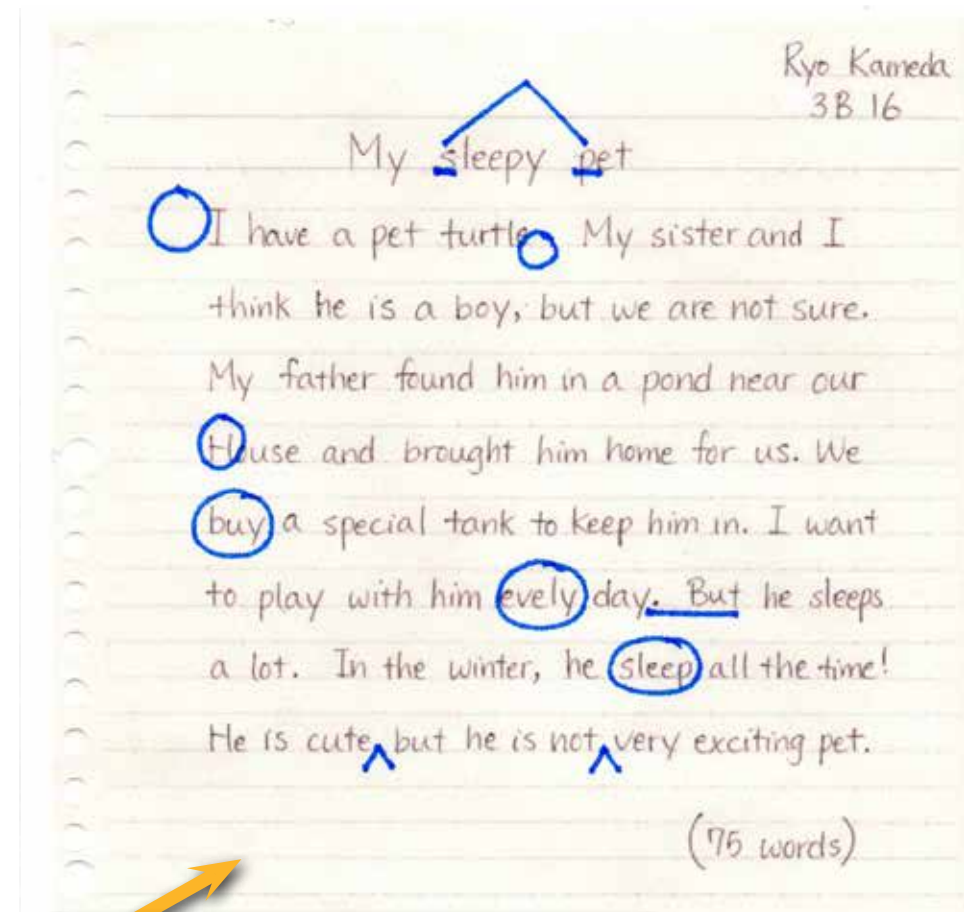 Ryo Kameda
3B 16
My sleepy pet
I have a pet turtle. My sister and I
think he is a boy, but we are not sure.
My father found him in a pond near our
House and brought him home for us. We
buy a special tank to keep him in. I want
to play with him evely day. But he sleeps
a lot. In the winter, he sleep all the time!
He is cute but he is not very exciting pet.
(75 words)